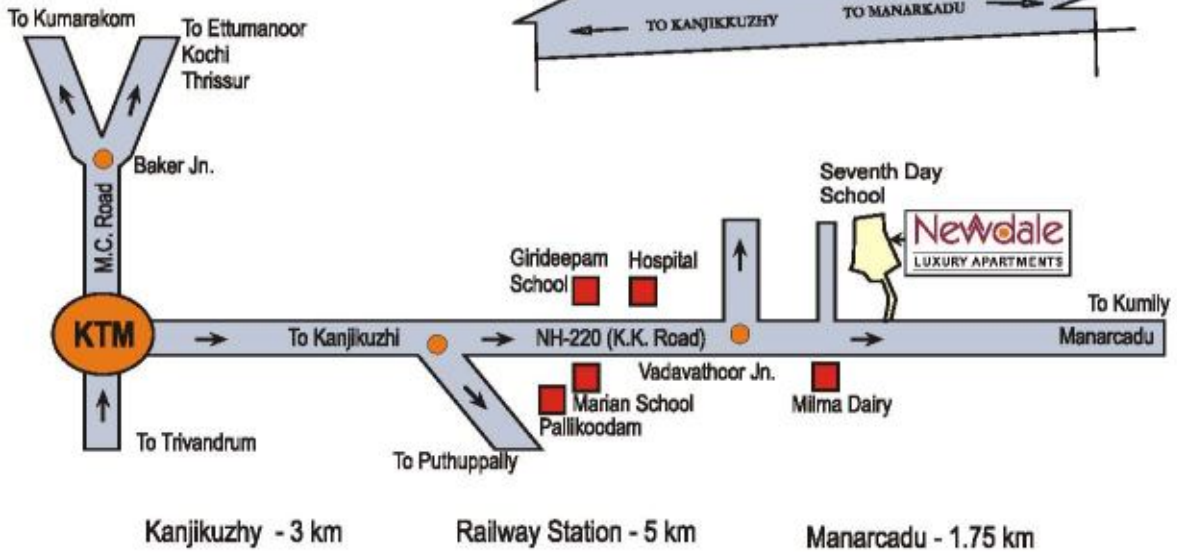 TO KANJIKKUZHY
TO MANARKADU
To Kumarakom
To Ettumanoor
Kochi
Thrissur
Baker Jn.
M.C. Road
Seventh Day
School
Newdale
LUXURY APARTMENTS
Girideepam
School
Hospital
To Kumily
KTM
To Kanjikuzhi
NH-220 (K.K. Road)
Manarcadu
Vadavathoor Jn.
Marian School
Pallikoodam
Milma Dairy
To Trivandrum
To Puthuppally
Kanjikuzhy - 3 km
Railway Station - 5 km
Manarcadu - 1.75 km